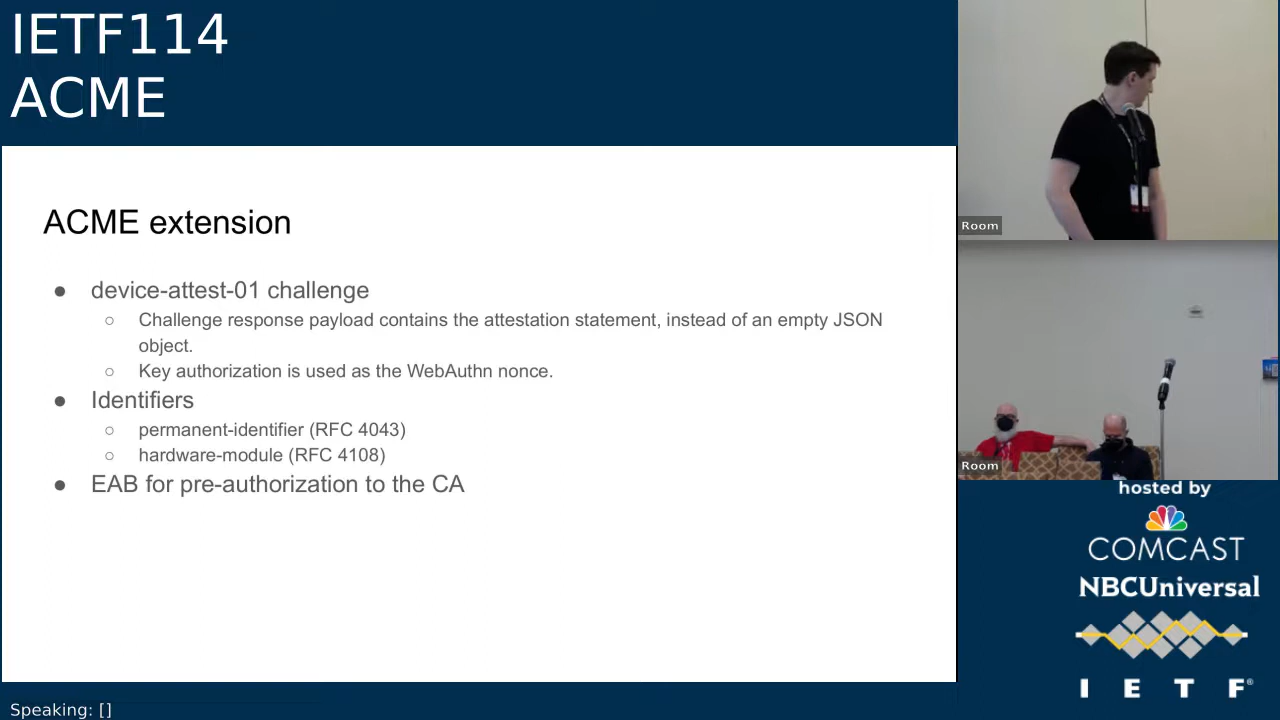 IETF114
ACME
ACME extension
● device-attest-01 challenge
○ Challenge response payload contains the attestation statement, instead of an empty JSON
object.
○ Key authorization is used as the WebAuthn nonce.
● Identifiers
○ permanent-identifier (RFC 4043)
○ hardware-module (RFC 4108)
● EAB for pre-authorization to the CA
Room
Room
hosted by
COMCAST
NBCUniversal
I E T F®
Speaking: []